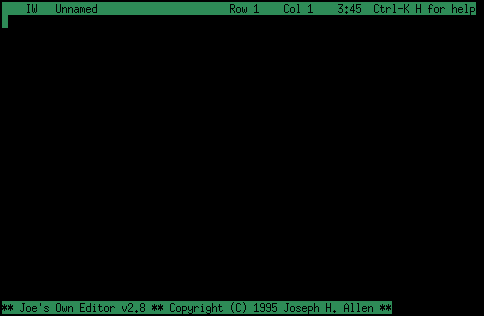 IW Unnamed Row 1 Col 1 3:45 Ctrl-K H for help
** Joe's Own Editor v2.8 ** Copyright (C) 1995 Joseph H. Allen **